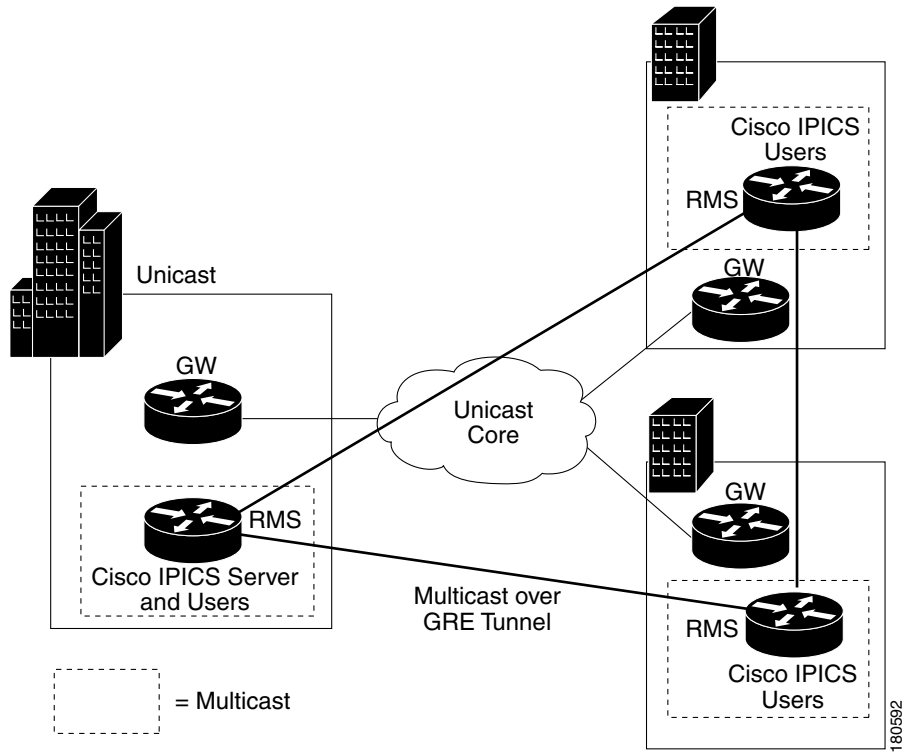 Cisco IPICS
Users
RMS
GW
Unicast
GW
Unicast
Core
RMS
Cisco IPICS Server
and Users
GW
Multicast over
GRE Tunnel
RMS
Cisco IPICS
Users
= Multicast
180592